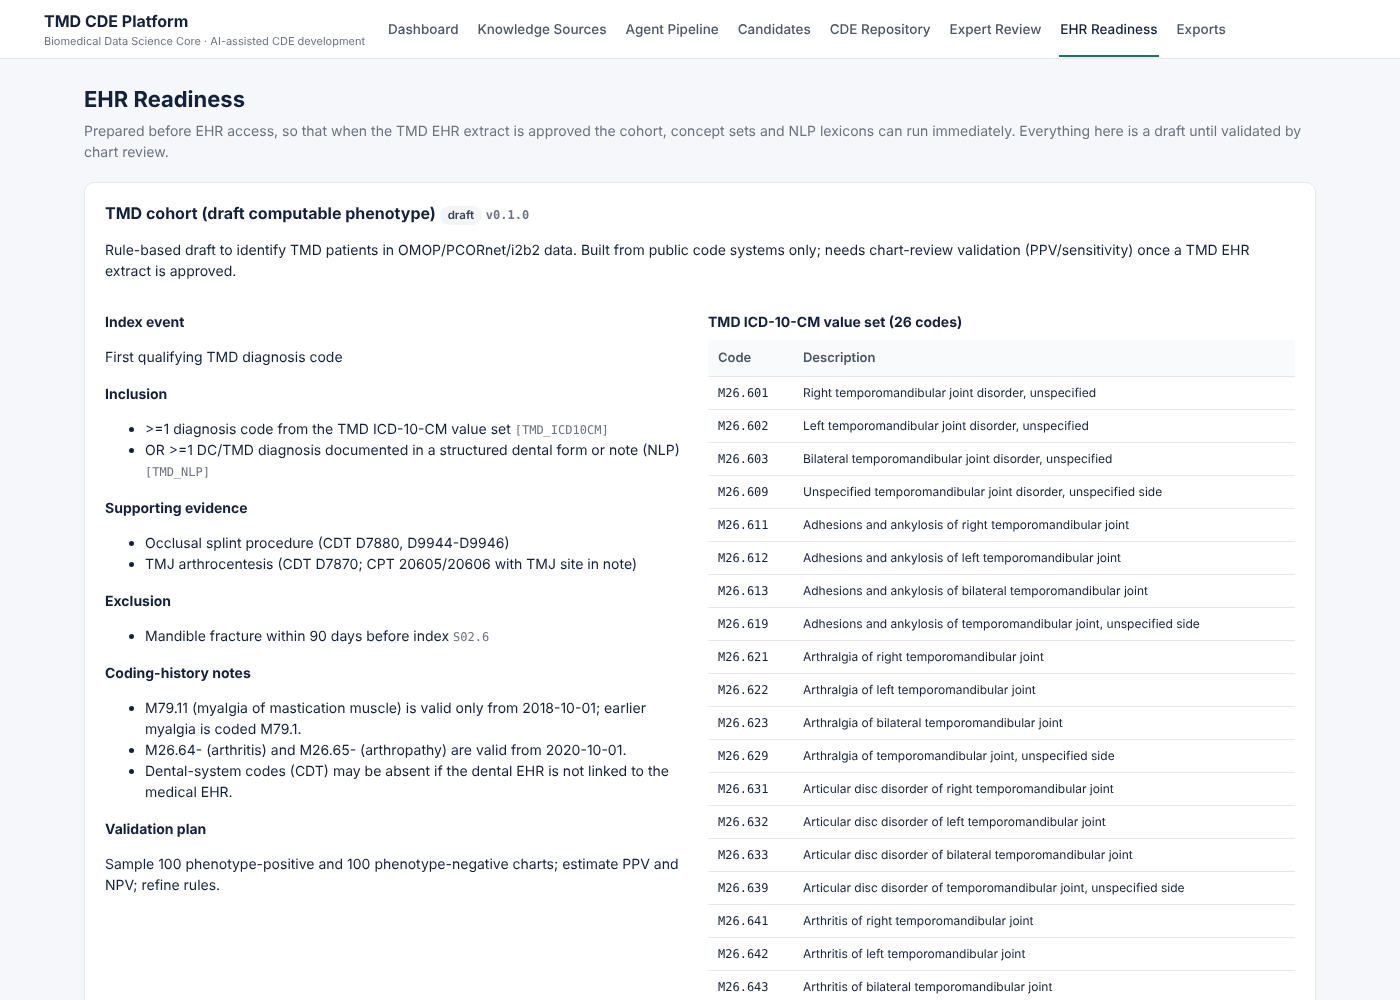 TMD CDE Platform
Biomedical Data Science Core · AI-assisted CDE development
Dashboard
Knowledge Sources
Agent Pipeline
Candidates
CDE Repository
Expert Review
EHR Readiness
Exports
EHR Readiness
Prepared before EHR access, so that when the TMD EHR extract is approved the cohort, concept sets and NLP lexicons can run immediately. Everything here is a draft until validated by
chart review.
TMD cohort (draft computable phenotype) draft v0.1.0
Rule-based draft to identify TMD patients in OMOP/PCORnet/i2b2 data. Built from public code systems only; needs chart-review validation (PPV/sensitivity) once a TMD EHR
extract is approved.
Index event
First qualifying TMD diagnosis code
Inclusion
• >=1 diagnosis code from the TMD ICD-10-CM value set [TMD_ICD10CM]
• OR >=1 DC/TMD diagnosis documented in a structured dental form or note (NLP)
[TMD_NLP]
Supporting evidence
• Occlusal splint procedure (CDT D7880, D9944-D9946)
• TMJ arthrocentesis (CDT D7870; CPT 20605/20606 with TMJ site in note)
Exclusion
• Mandible fracture within 90 days before index S02.6
Coding-history notes
• M79.11 (myalgia of mastication muscle) is valid only from 2018-10-01; earlier
myalgia is coded M79.1.
• M26.64- (arthritis) and M26.65- (arthropathy) are valid from 2020-10-01.
• Dental-system codes (CDT) may be absent if the dental EHR is not linked to the
medical EHR.
Validation plan
Sample 100 phenotype-positive and 100 phenotype-negative charts; estimate PPV and
NPV; refine rules.
TMD ICD-10-CM value set (26 codes)
Code Description
M26.601 Right temporomandibular joint disorder, unspecified
M26.602 Left temporomandibular joint disorder, unspecified
M26.603 Bilateral temporomandibular joint disorder, unspecified
M26.609 Unspecified temporomandibular joint disorder, unspecified side
M26.611 Adhesions and ankylosis of right temporomandibular joint
M26.612 Adhesions and ankylosis of left temporomandibular joint
M26.613 Adhesions and ankylosis of bilateral temporomandibular joint
M26.619 Adhesions and ankylosis of temporomandibular joint, unspecified side
M26.621 Arthralgia of right temporomandibular joint
M26.622 Arthralgia of left temporomandibular joint
M26.623 Arthralgia of bilateral temporomandibular joint
M26.629 Arthralgia of temporomandibular joint, unspecified side
M26.631 Articular disc disorder of right temporomandibular joint
M26.632 Articular disc disorder of left temporomandibular joint
M26.633 Articular disc disorder of bilateral temporomandibular joint
M26.639 Articular disc disorder of temporomandibular joint, unspecified side
M26.641 Arthritis of right temporomandibular joint
M26.642 Arthritis of left temporomandibular joint
M26.643 Arthritis of bilateral temporomandibular joint